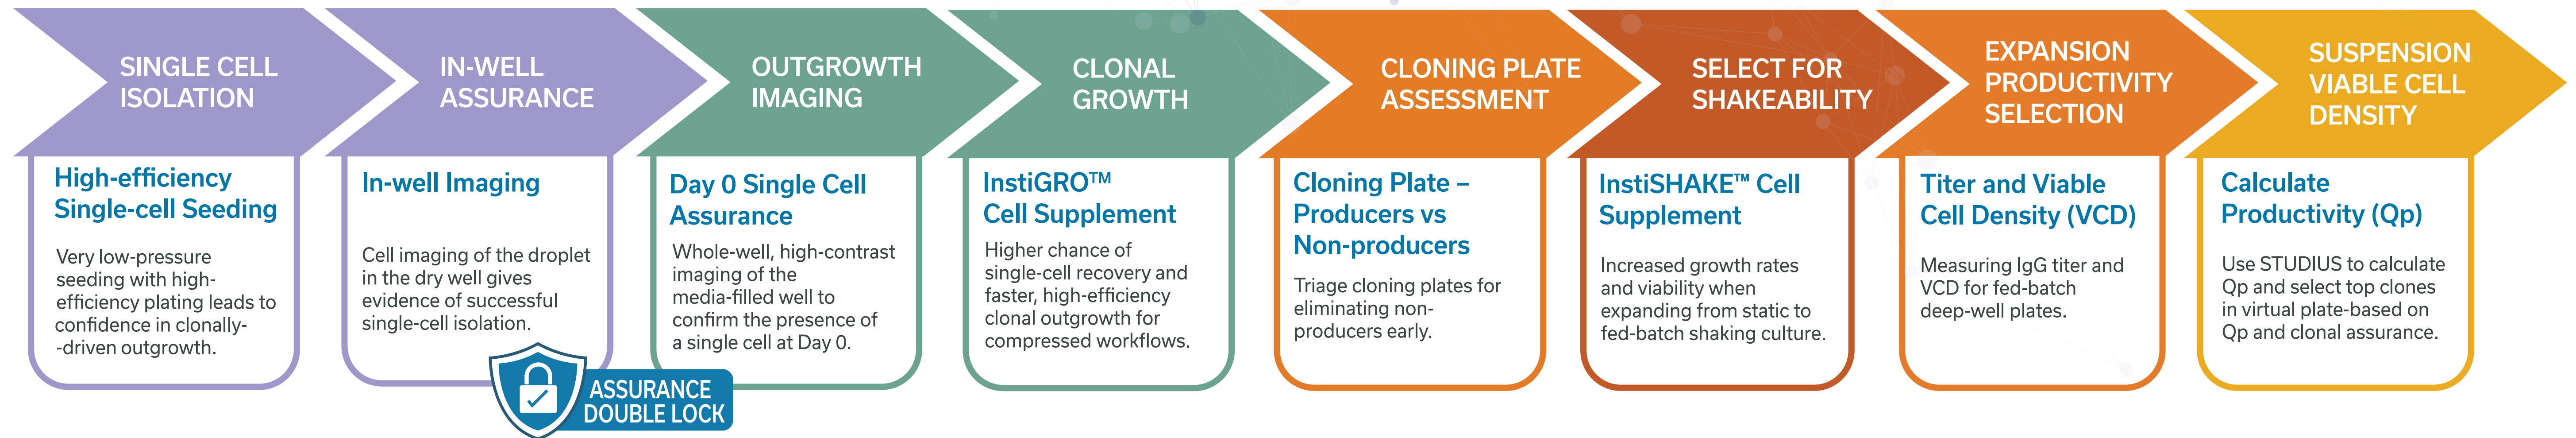 SINGLE CELL
ISOLATION
High-efficiency
Single-cell Seeding
Very low-pressure
seeding with high-
efficiency plating leads to
confidence in clonally-
-driven outgrowth.
IN-WELL
ASSURANCE
In-well Imaging
Cell imaging of the droplet
in the dry well gives
evidence of successful
single-cell isolation.
ASSURANCE
DOUBLE LOCK
OUTGROWTH
IMAGING
Day 0 Single Cell
Assurance
Whole-well, high-contrast
imaging of the
media-filled well to
confirm the presence of
a single cell at Day 0.
CLONAL
GROWTH
InstiGRO™
Cell Supplement
Higher chance of
single-cell recovery and
faster, high-efficiency
clonal outgrowth for
compressed workflows.
CLONING PLATE
ASSESSMENT
Cloning Plate –
Producers vs
Non-producers
Triage cloning plates for
eliminating non-
producers early.
SELECT FOR
SHAKEABILITY
InstiSHAKE™ Cell
Supplement
Increased growth rates
and viability when
expanding from static to
fed-batch shaking culture.
EXPANSION
PRODUCTIVITY
SELECTION
Titer and Viable
Cell Density (VCD)
Measuring IgG titer and
VCD for fed-batch
deep-well plates.
SUSPENSION
VIABLE CELL
DENSITY
Calculate
Productivity (Qp)
Use STUDIUS to calculate
Qp and select top clones
in virtual plate-based on
Qp and clonal assurance.